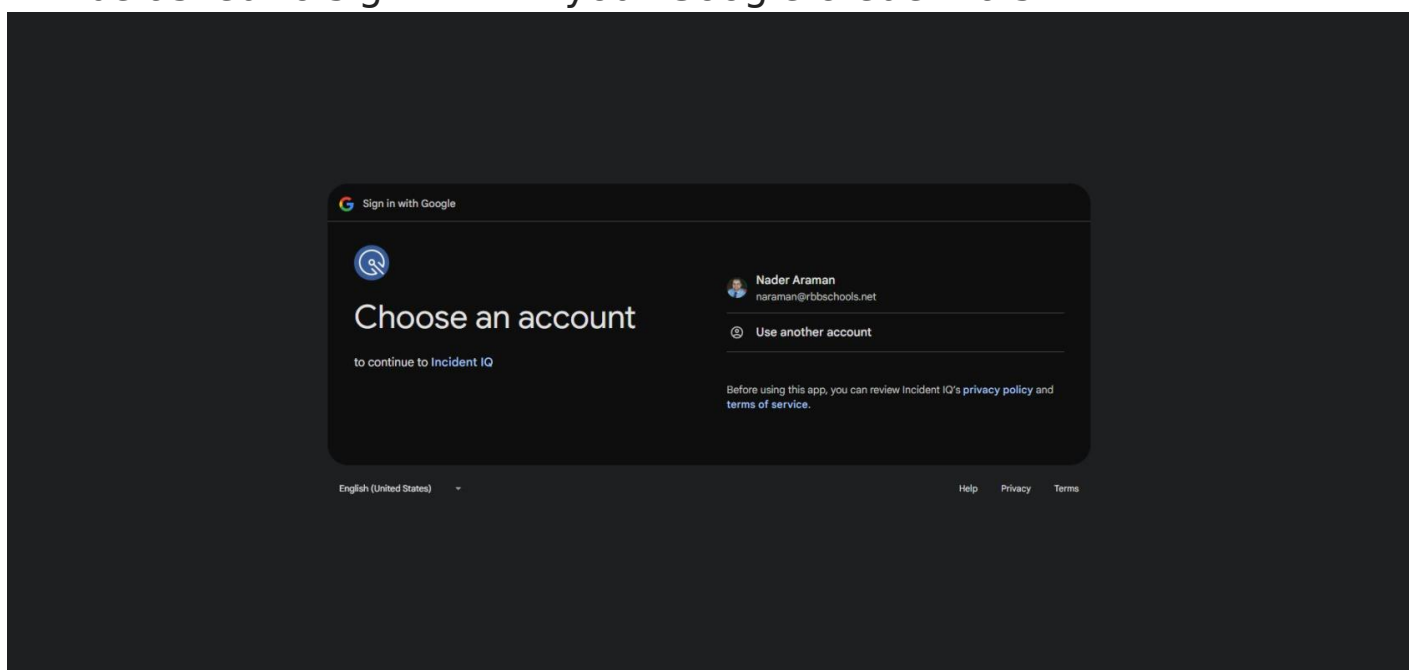 Sign in with Google
Choose an account
to continue to Incident IQ
Nader Araman
naraman@rbbschools.net
Use another account
Before using this app, you can review Incident IQ's privacy policy and
terms of service.
English (United States)
Help Privacy Terms